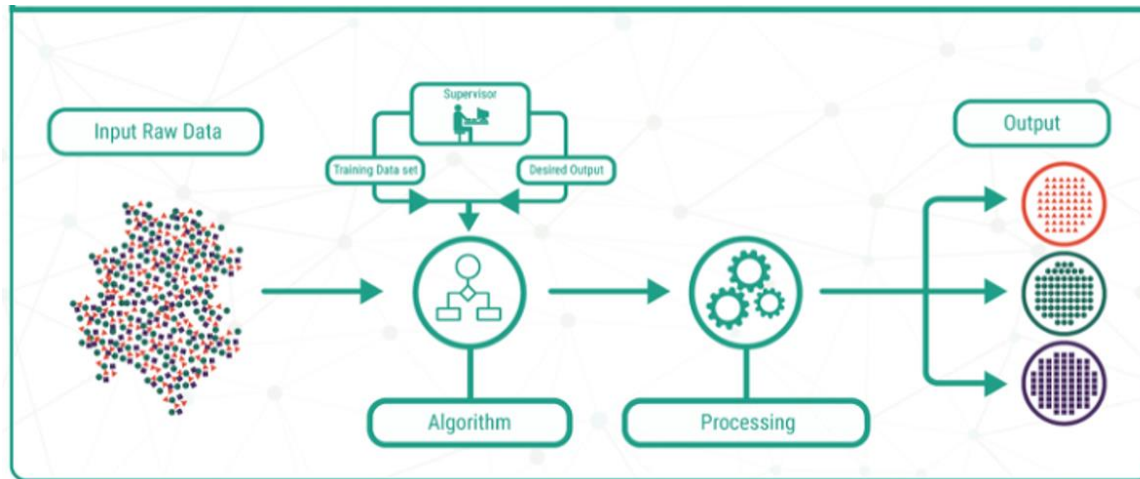 Input Raw Data
Supervisor
Training Data set
Desired Output
Algorithm
Processing
Output